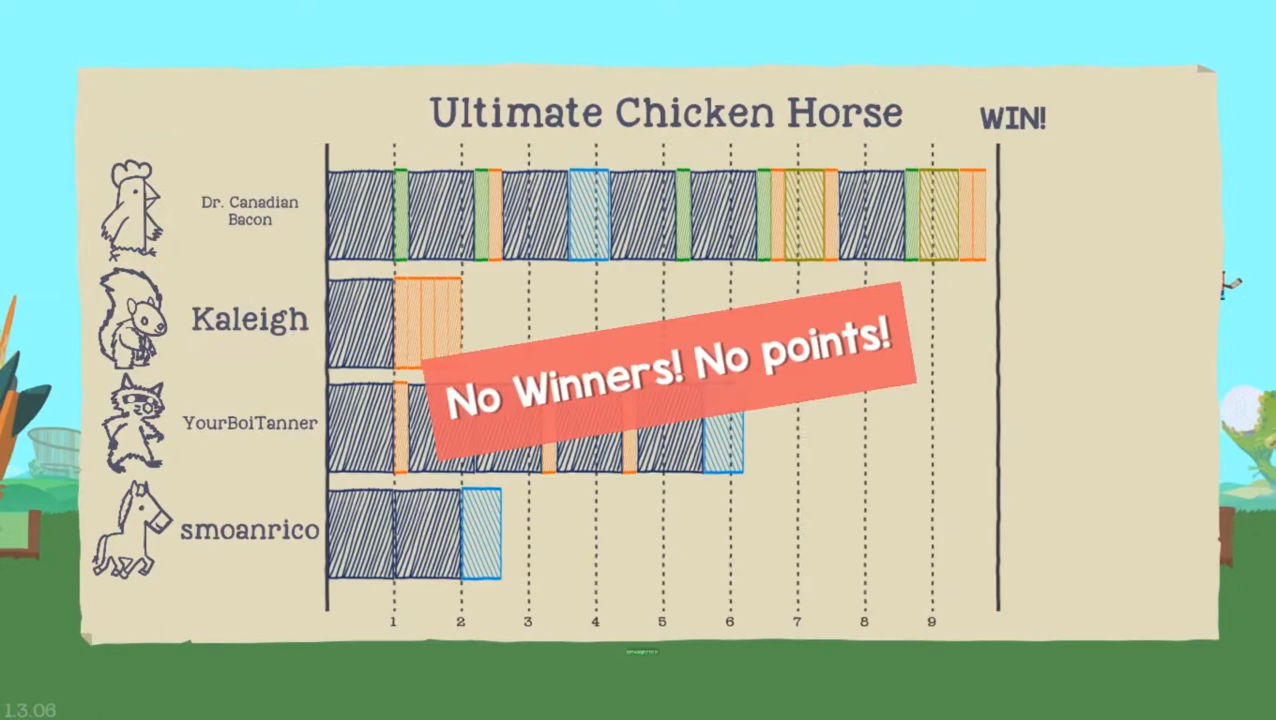 Ultimate Chicken Horse
WIN!
Dr. Canadian
Bacon
Kaleigh
No Winners! No points!
YourBoiTanner
smoanrico
1 2 3 4 5 6 7 8 9
1.3.06